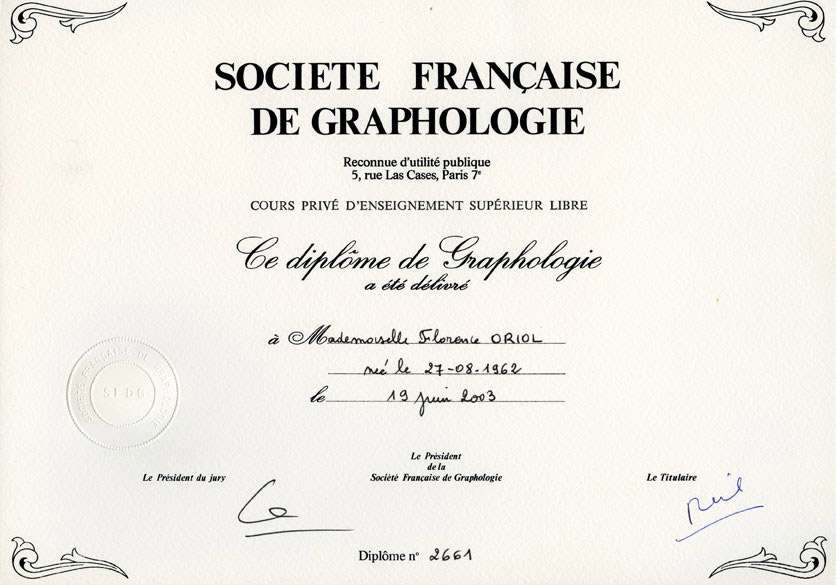 SOCIETE FRANÇAISE
DE GRAPHOLOGIE
Reconnue d'utilité publique
5, rue Las Cases, Paris 7e
COURS PRIVÉ D'ENSEIGNEMENT SUPÉRIEUR LIBRE
Ce diplôme de Graphologie
a été délivré
à Mademoiselle Florence ORIOL
née le 27-08-1962
le 19 juin 2003
SFDG
Le Président du jury
Le Président
de la
Société Française de Graphologie
Le Titulaire
Diplôme n° 2661